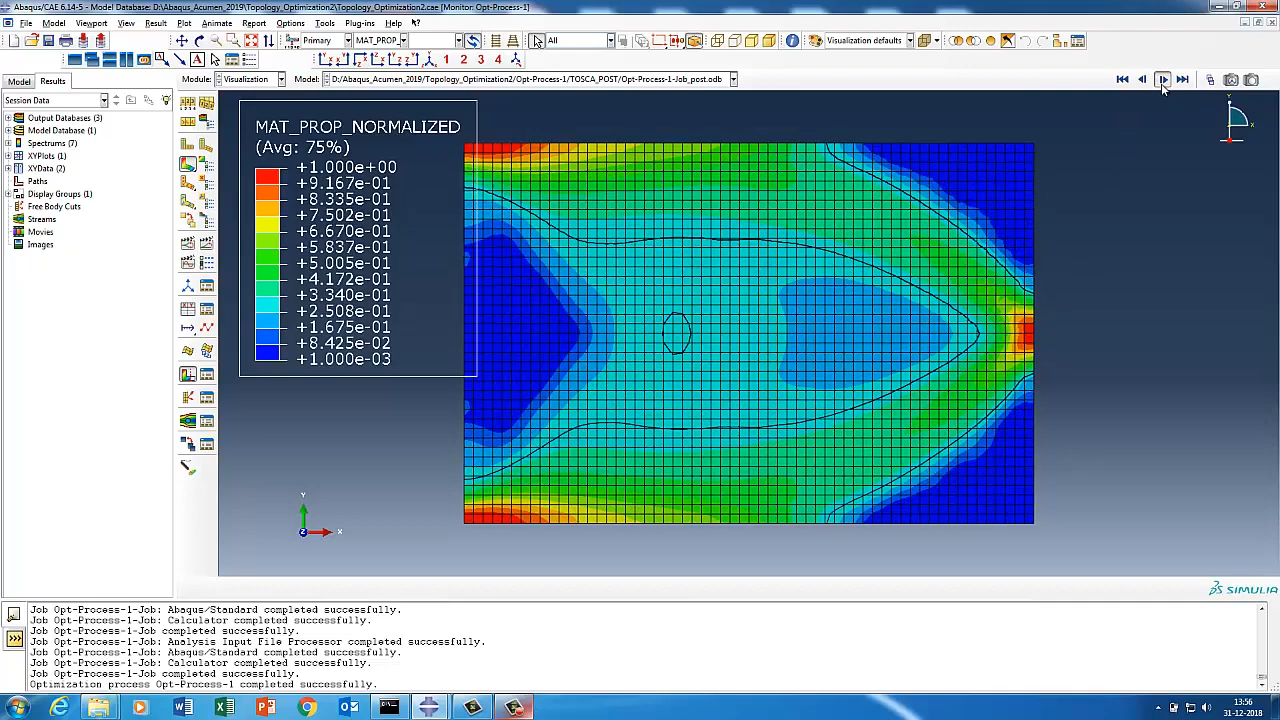 Abaqus/CAE 6.14-5 - Model Database: D:\Abaqus_Acumen_2019\Topology_Optimization2\Topology_Optimization2.cae [Monitor: Opt-Process-1]
File Model Viewport View Result Plot Animate Report Options Tools Plug-ins Help
Primary MAT_PROP_ All Visualization defaults
1 2 3 4
Model Results Module: Visualization Model: D:/Abaqus_Acumen_2019/Topology_Optimization2/Opt-Process-1/TOSCA_POST/Opt-Process-1-Job_post.odb
Session Data
Output Databases (3)
Model Database (1)
Spectrums (7)
XYPlots (1)
XYData (2)
Paths
Display Groups (1)
Free Body Cuts
Streams
Movies
Images
MAT_PROP_NORMALIZED
(Avg: 75%)
+1.000e+00
+9.167e-01
+8.335e-01
+7.502e-01
+6.670e-01
+5.837e-01
+5.005e-01
+4.172e-01
+3.340e-01
+2.508e-01
+1.675e-01
+8.425e-02
+1.000e-03
Y
X
Y
Z
X
SIMULIA
Job Opt-Process-1-Job: Abaqus/Standard completed successfully.
Job Opt-Process-1-Job: Calculator completed successfully.
Job Opt-Process-1-Job completed successfully.
Job Opt-Process-1-Job: Analysis Input File Processor completed successfully.
Job Opt-Process-1-Job: Abaqus/Standard completed successfully.
Job Opt-Process-1-Job: Calculator completed successfully.
Job Opt-Process-1-Job completed successfully.
Optimization process Opt-Process-1 completed successfully.
13:56
31-12-2018